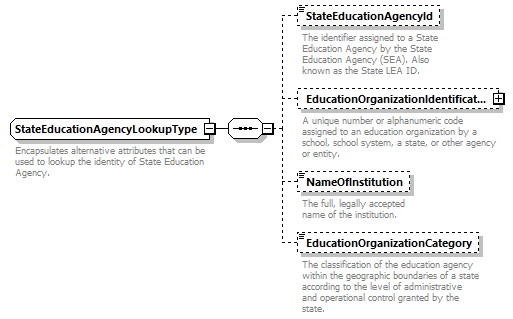 StateEducationAgencyId
The identifier assigned to a State
Education Agency by the State
Education Agency (SEA). Also
known as the State LEA ID.
EducationOrganizationIdentificat...
A unique number or alphanumeric code
assigned to an education organization by a
school, school system, a state, or other agency
or entity.
StateEducationAgencyLookupType
Encapsulates alternative attributes that can be
used to lookup the identity of State Education
Agency.
NameOfInstitution
The full, legally accepted
name of the institution.
EducationOrganizationCategory
The classification of the education agency
within the geographic boundaries of a state
according to the level of administrative
and operational control granted by the
state.